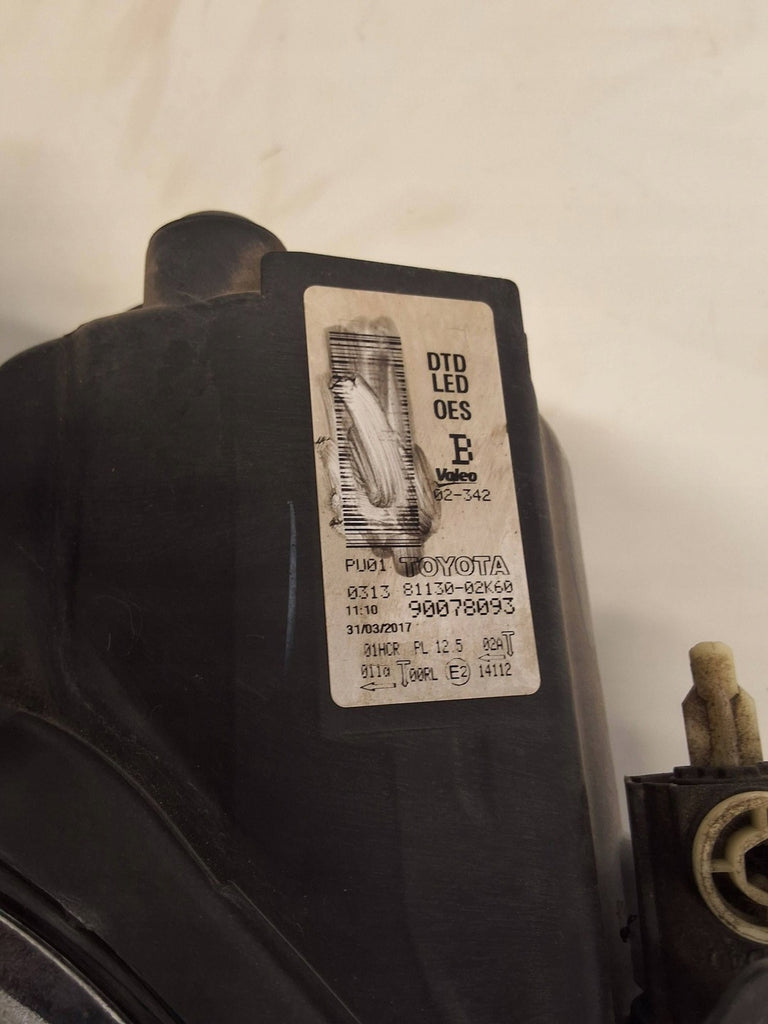 DTD
LED
OES
B
Valeo
02-342
PU01 TOYOTA
0313 81130-02K60
11:10 90078093
31/03/2017
01HCR PL 12.5 02A
011a 00RL E2 14112